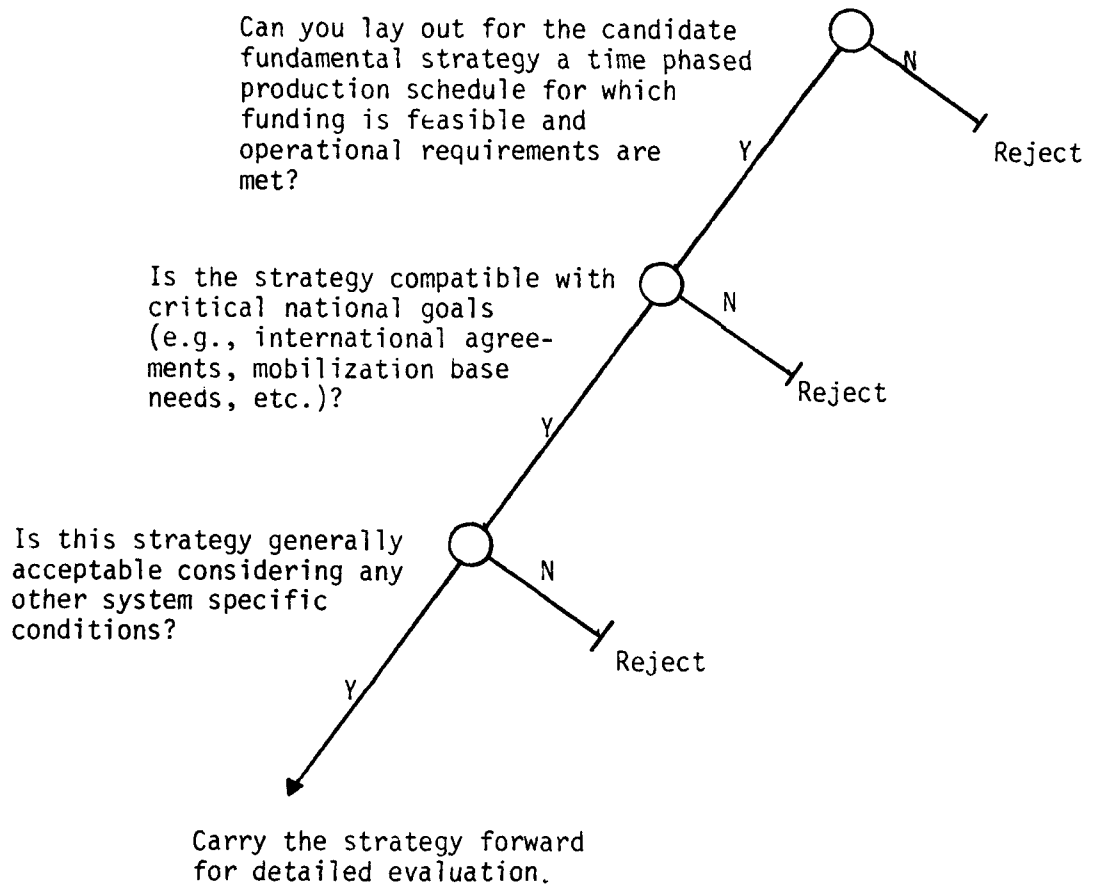 Can you lay out for the candidate
fundamental strategy a time phased
production schedule for which
funding is feasible and
operational requirements are
met?
N
Y
Reject
Is the strategy compatible with
critical national goals
(e.g., international agree-
ments, mobilization base
needs, etc.)?
N
Reject
Y
Is this strategy generally
acceptable considering any
other system specific
conditions?
N
Reject
Y
Carry the strategy forward
for detailed evaluation.